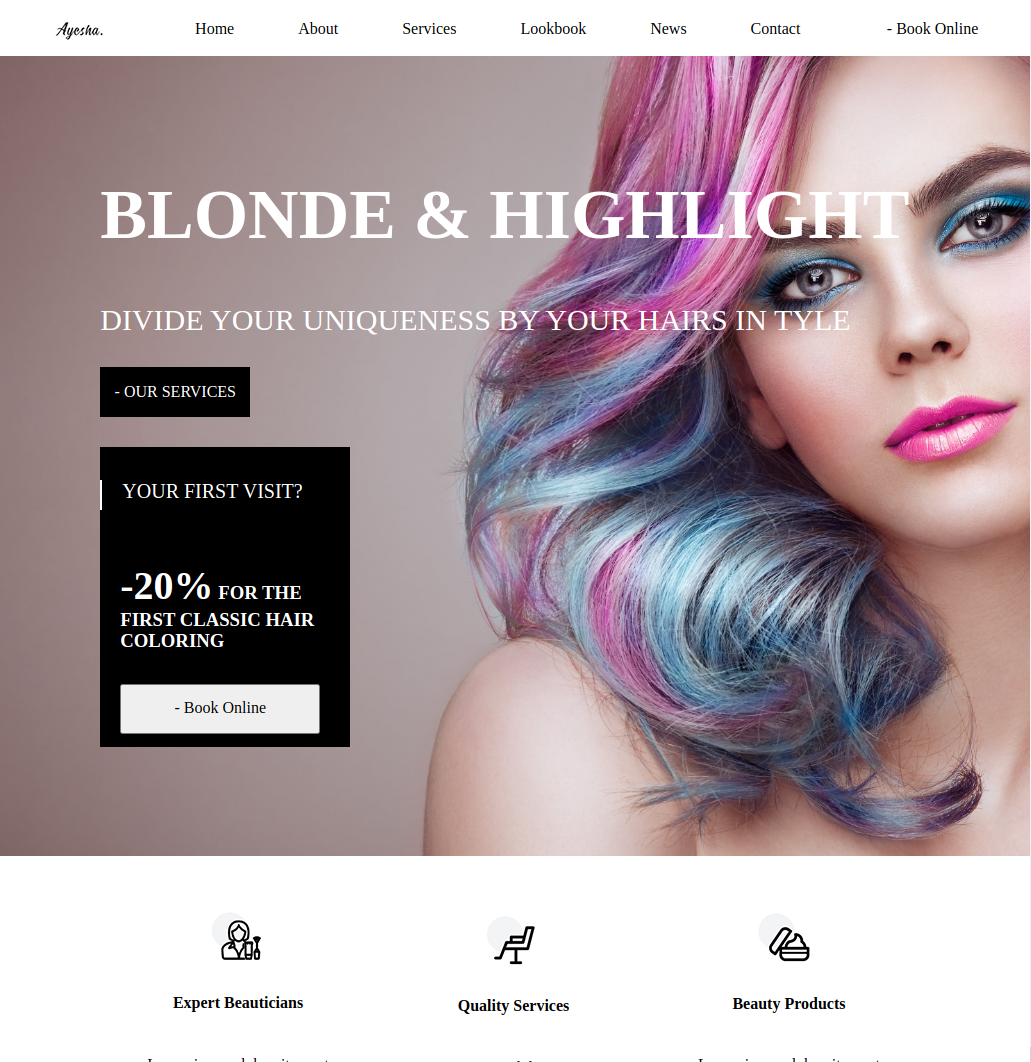 Ayesha.
Home About Services Lookbook News Contact - Book Online
BLONDE & HIGHLIGHT
DIVIDE YOUR UNIQUENESS BY YOUR HAIRS IN TYLE
- OUR SERVICES
YOUR FIRST VISIT?
-20% FOR THE
FIRST CLASSIC HAIR
COLORING
- Book Online
Expert Beauticians
Quality Services
Beauty Products